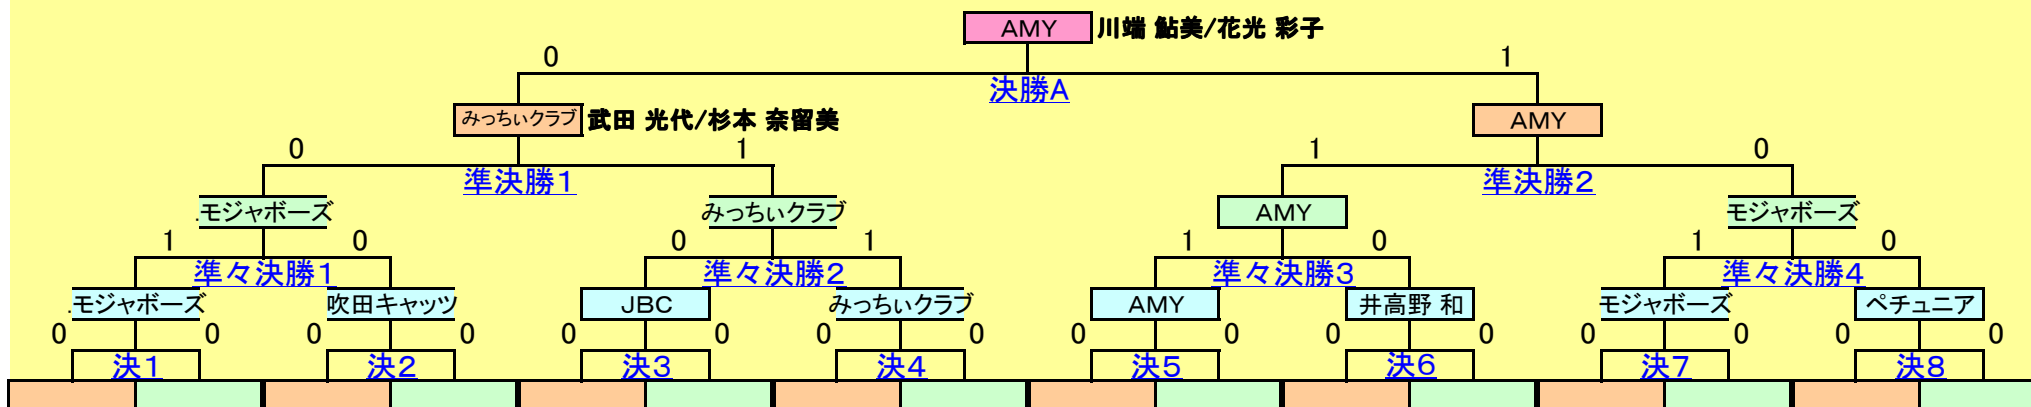 AMY 川端 鮎美/花光 彩子
0 1
決勝A
みっちぃクラブ 武田 光代/杉本 奈留美 AMY
0 1 1 0
準決勝1 準決勝2
.モジャボーズ みっちぃクラブ AMY モジャボーズ
1 0 0 1 1 0 1 0
準々決勝1 準々決勝2 準々決勝3 準々決勝4
.モジャボーズ 吹田キャッツ JBC みっちぃクラブ AMY 井高野 和 モジャボーズ ペチュニア
0 0 0 0 0 0 0 0 0 0 0 0 0 0 0 0
決1 決2 決3 決4 決5 決6 決7 決8